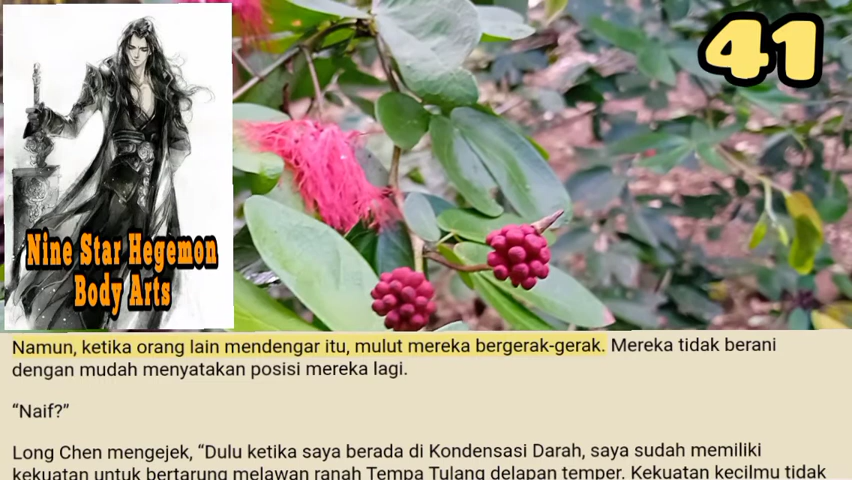 41
Nine Star Hegemon
Body Arts
Namun, ketika orang lain mendengar itu, mulut mereka bergerak-gerak. Mereka tidak berani
dengan mudah menyatakan posisi mereka lagi.
“Naif?”
Long Chen mengejek, “Dulu ketika saya berada di Kondensasi Darah, saya sudah memiliki
kekuatan untuk bertarung melawan ranah Tempa Tulang delapan temper. Kekuatan kecilmu tidak